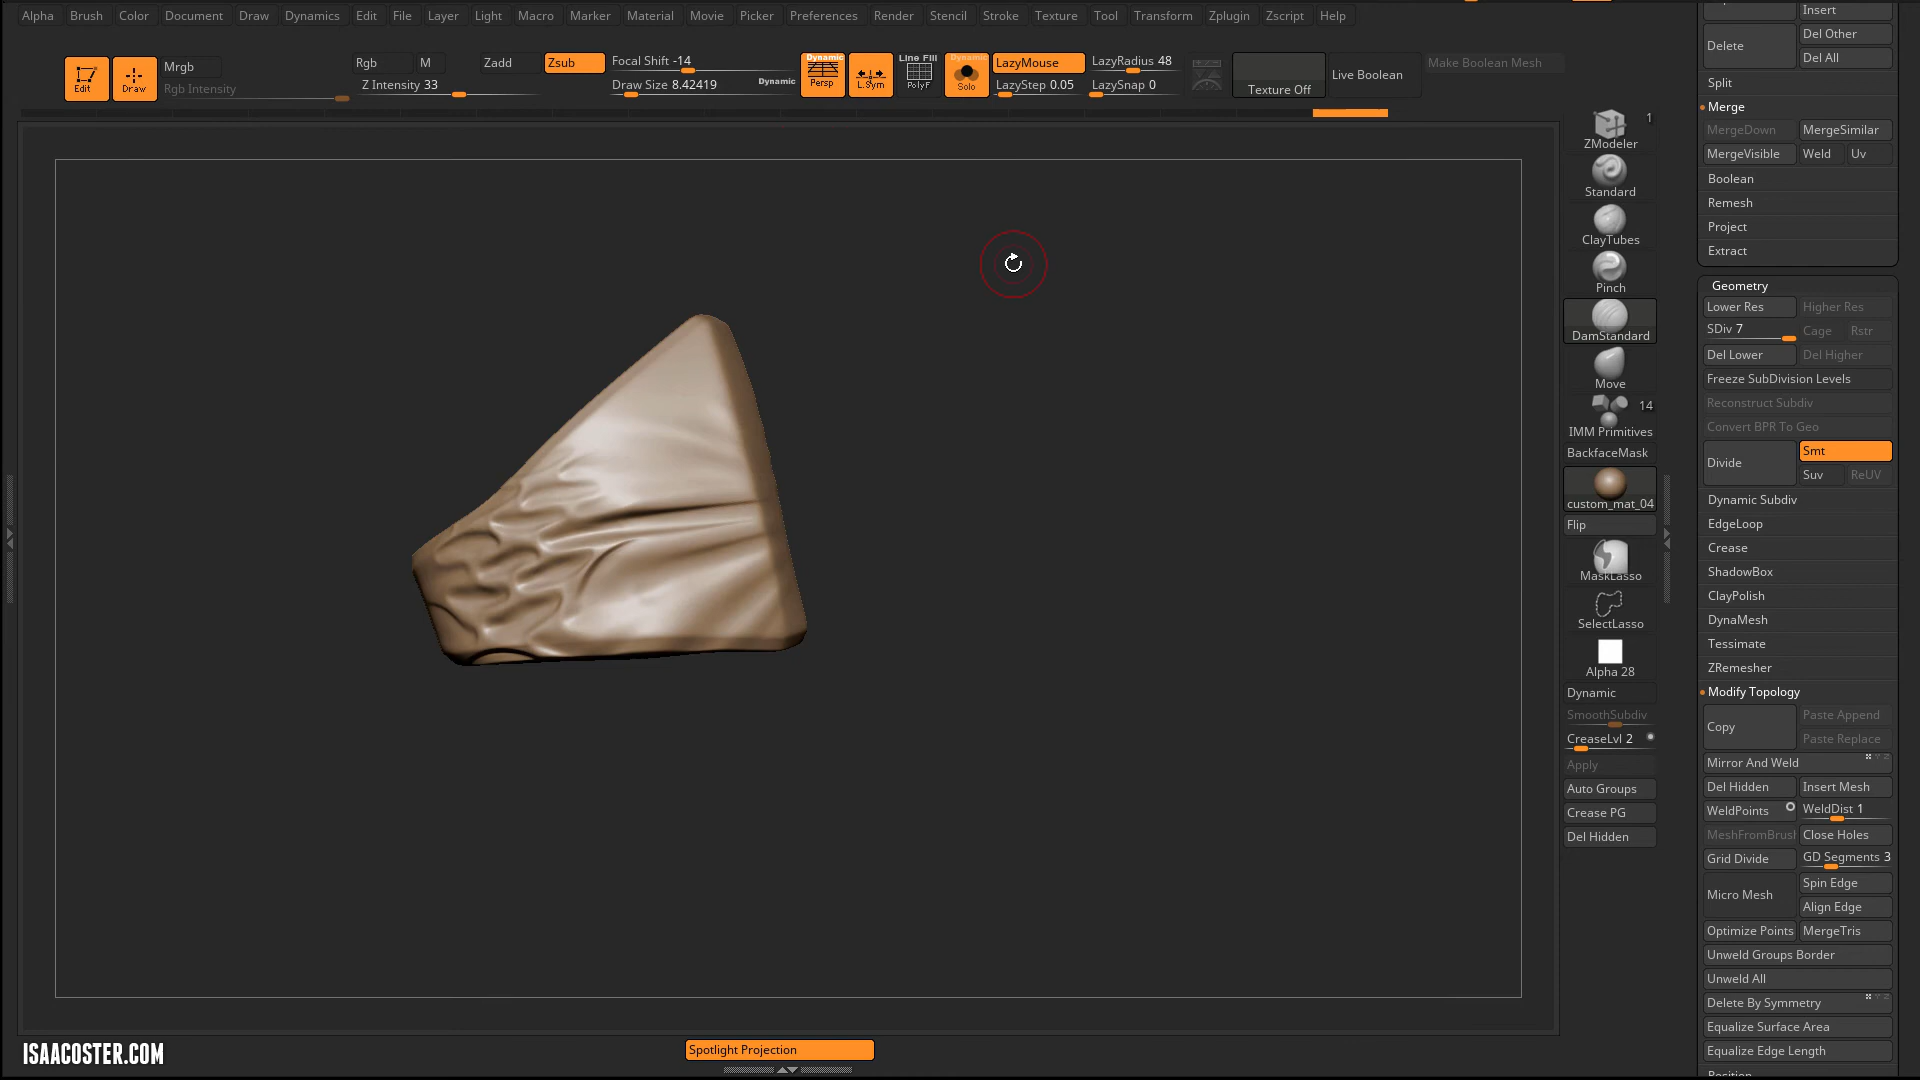 Alpha Brush Color Document Draw Dynamics Edit File Layer Light Macro Marker Material Movie Picker Preferences Render Stencil Stroke Texture Tool Transform Zplugin Zscript Help
Edit
Draw
Mrgb
Rgb Intensity
Rgb M
Z Intensity 33
Zadd
Zsub
Focal Shift -14
Draw Size 8.42419
Dynamic
Dynamic
Persp
L.Sym
Line Fill
PolyF
Dynamic
Solo
LazyMouse
LazyStep 0.05
LazyRadius 48
LazySnap 0
Texture Off
Live Boolean
Make Boolean Mesh
1
ZModeler
Standard
ClayTubes
Pinch
DamStandard
Move
14
IMM Primitives
BackfaceMask
custom_mat_04
Flip
MaskLasso
SelectLasso
Alpha 28
Dynamic
SmoothSubdiv
CreaseLvl 2
Apply
Auto Groups
Crease PG
Del Hidden
Insert
Delete
Del Other
Del All
Split
Merge
MergeDown MergeSimilar
MergeVisible Weld Uv
Boolean
Remesh
Project
Extract
Geometry
Lower Res Higher Res
SDiv 7 Cage Rstr
Del Lower Del Higher
Freeze SubDivision Levels
Reconstruct Subdiv
Convert BPR To Geo
Divide
Smt
Suv ReUV
Dynamic Subdiv
EdgeLoop
Crease
ShadowBox
ClayPolish
DynaMesh
Tessimate
ZRemesher
Modify Topology
Copy
Paste Append
Paste Replace
Mirror And Weld
Del Hidden Insert Mesh
WeldPoints WeldDist 1
MeshFromBrush Close Holes
Grid Divide GD Segments 3
Micro Mesh
Spin Edge
Align Edge
Optimize Points MergeTris
Unweld Groups Border
Unweld All
Delete By Symmetry
Equalize Surface Area
Equalize Edge Length
Position
ISAACOSTER.COM
Spotlight Projection